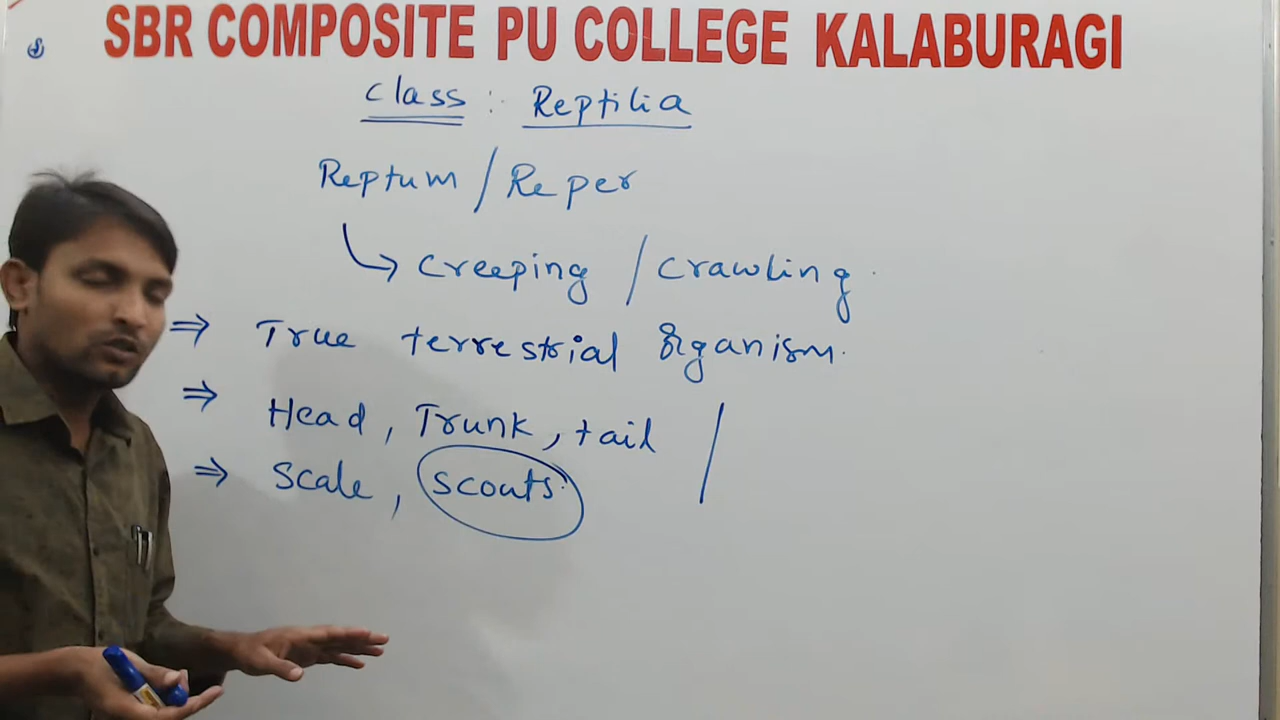 SBR COMPOSITE PU COLLEGE KALABURAGI
class : Reptilia
Reptum / Reper
↳ creeping / crawling.
⇒ True terrestrial organism.
⇒ Head, Trunk, tail /
⇒ scale, scouts.